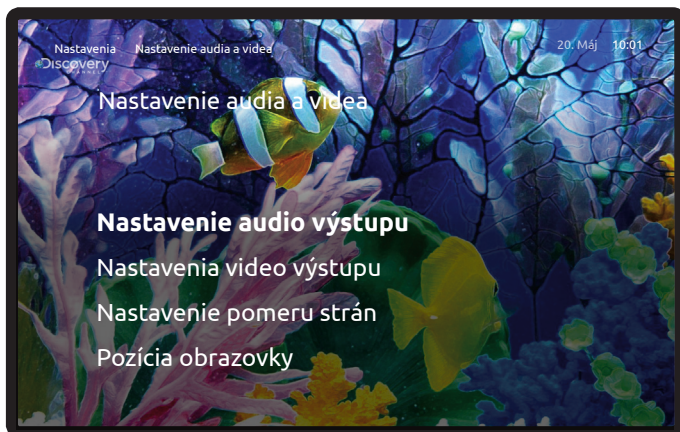 Nastavenia Nastavenie audia a videa
20. Máj 10:01
Discovery
CHANNEL
Nastavenie audia a videa
Nastavenie audio výstupu
Nastavenia video výstupu
Nastavenie pomeru strán
Pozícia obrazovky